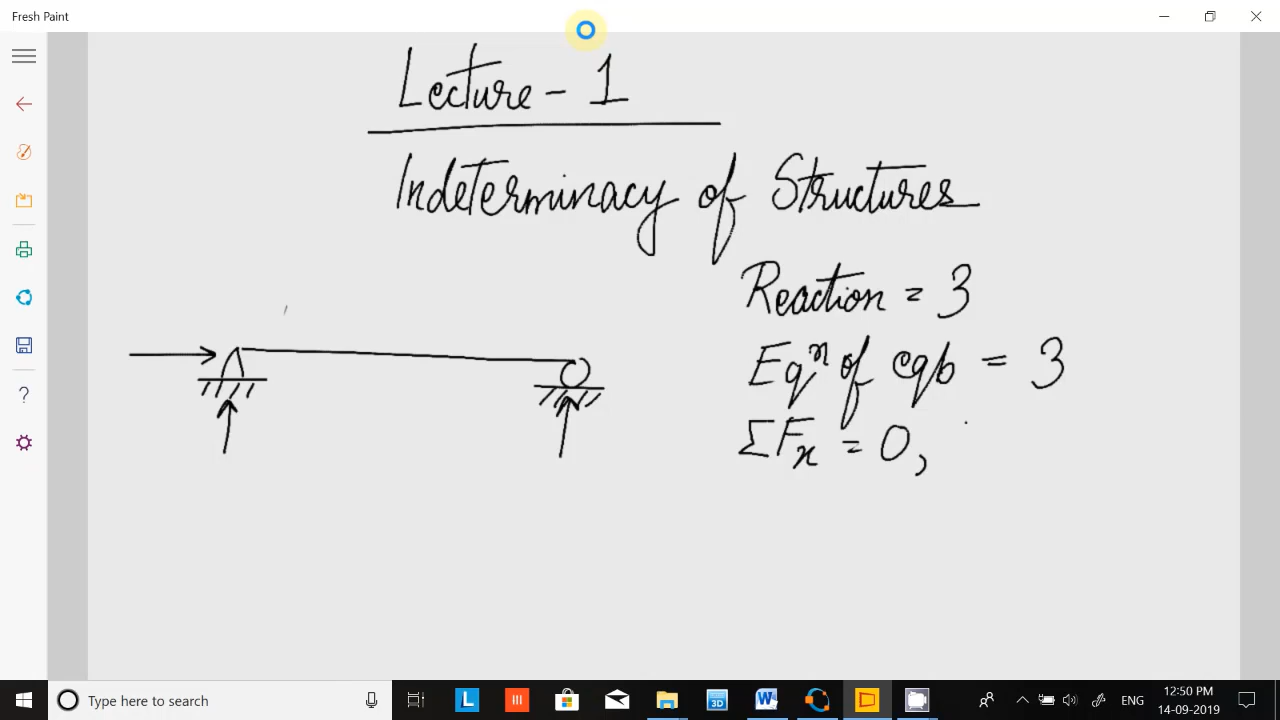 Fresh Paint
Lecture - 1
Indeterminacy of Structures
Reaction = 3
Eqⁿ of eqb = 3
ΣFx = 0,
Type here to search
ENG
12:50 PM
14-09-2019